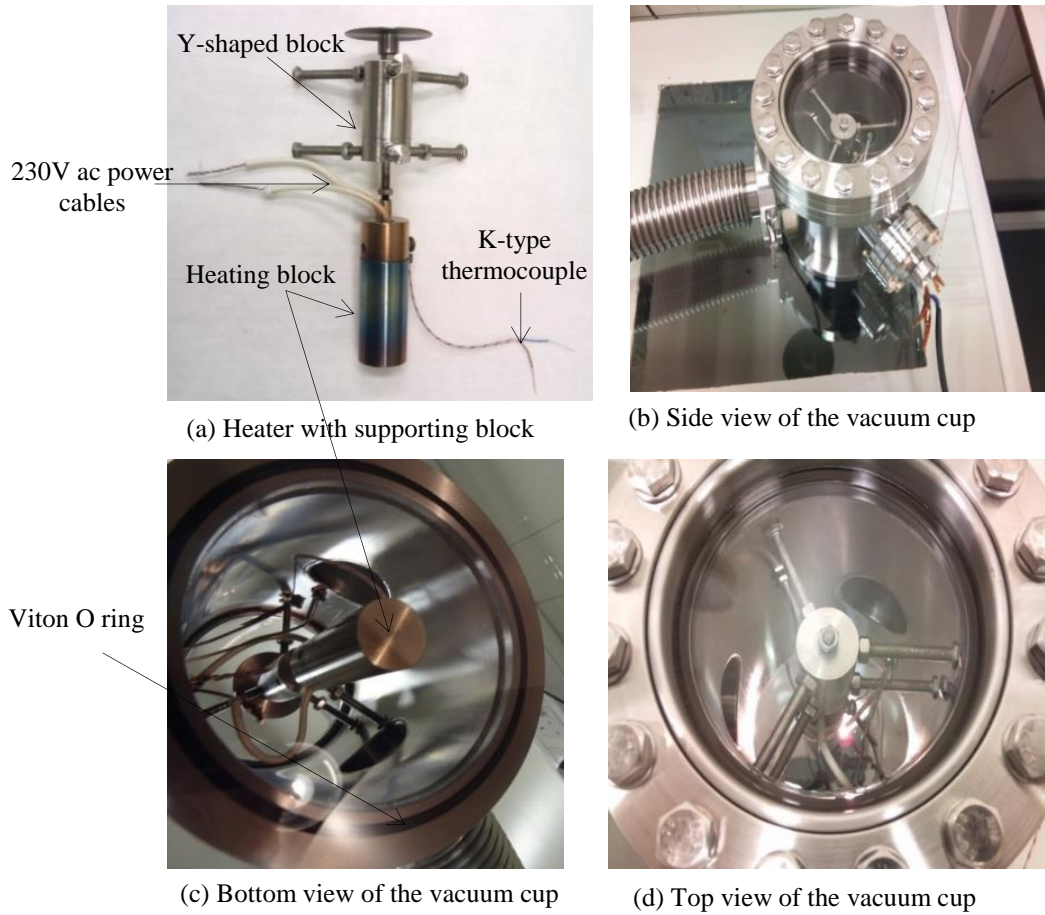 Y-shaped block
230V ac power
cables
K-type
thermocouple
Heating block
(a) Heater with supporting block
(b) Side view of the vacuum cup
Viton O ring
(c) Bottom view of the vacuum cup
(d) Top view of the vacuum cup